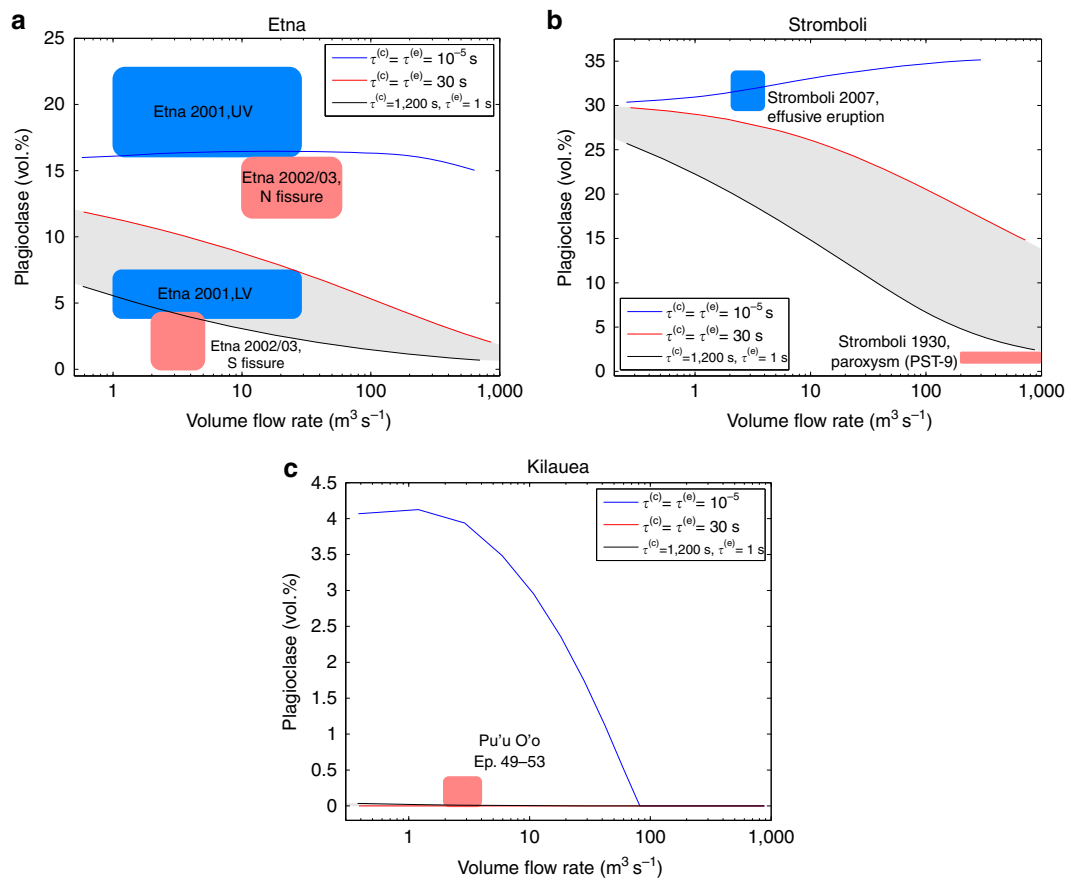 a
Etna
25
20
15
10
5
0
Plagioclase (vol.%)
τ(c)= τ(e)= 10⁻⁵ s
τ(c)= τ(e)= 30 s
τ(c)=1,200 s, τ(e)= 1 s
Etna 2001,UV
Etna 2002/03,
N fissure
Etna 2001,LV
Etna 2002/03,
S fissure
1 10 100 1,000
Volume flow rate (m³ s⁻¹)
b
Stromboli
35
30
25
20
15
10
5
0
Plagioclase (vol.%)
Stromboli 2007,
effusive eruption
τ(c)= τ(e)= 10⁻⁵ s
τ(c)= τ(e)= 30 s
τ(c)=1,200 s, τ(e)= 1 s
Stromboli 1930,
paroxysm (PST-9)
1 10 100 1,000
Volume flow rate (m³ s⁻¹)
c
Kilauea
4.5
4
3.5
3
2.5
2
1.5
1
0.5
0
Plagioclase (vol.%)
τ(c)= τ(e)= 10⁻⁵
τ(c)= τ(e)= 30 s
τ(c)=1,200 s, τ(e)= 1 s
Pu'u O'o
Ep. 49–53
1 10 100 1,000
Volume flow rate (m³ s⁻¹)